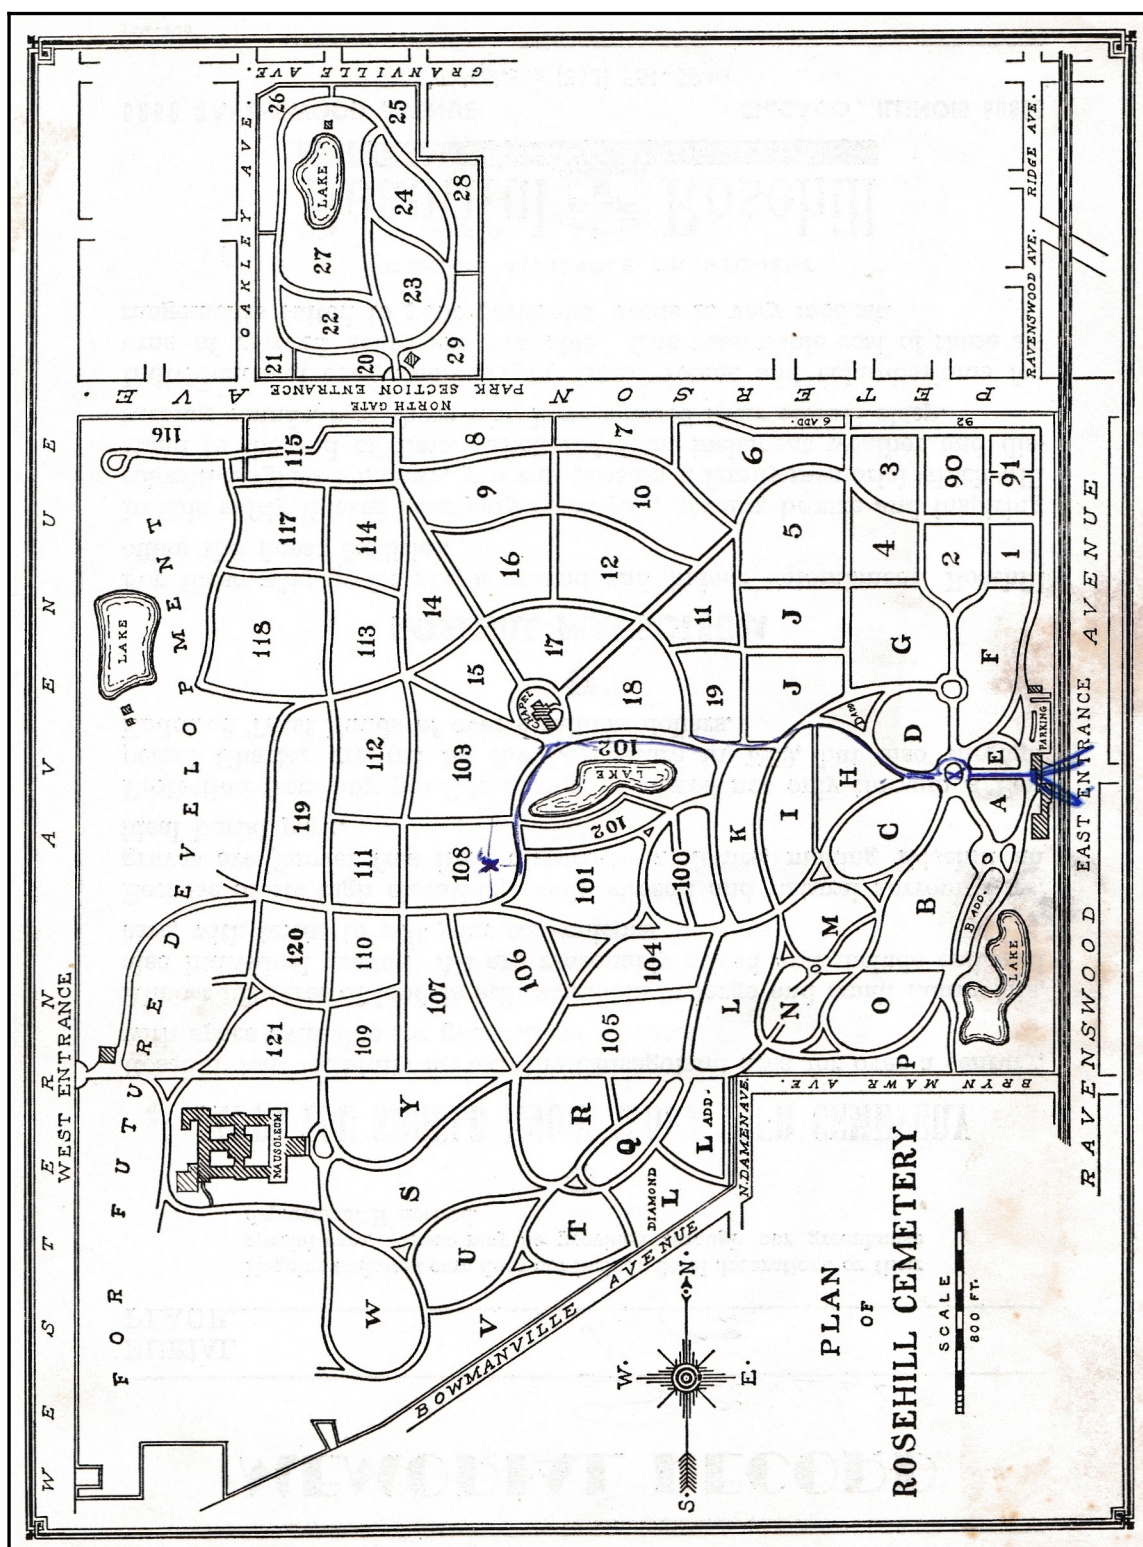 PLAN
OF
ROSEHILL CEMETERY
SCALE
800 FT.
N.
S.
W.
E.
WESTERN AVENUE
WEST ENTRANCE
FOR FUTURE DEVELOPMENT
LAKE
MAUSOLEUM
BOWMANVILLE AVENUE
N. DAMEN AVE.
BRYN MAWR AVE.
RAVENSWOOD AVENUE
EAST ENTRANCE
PARKING
PETERSON AVE.
NORTH GATE
PARK SECTION ENTRANCE
OAKLEY AVE.
GRANVILLE AVE.
RAVENSWOOD AVE.
RIDGE AVE.
26
25
LAKE
24
28
27
23
22
21
20
29
116
115
8
7
6 ADD.
92
6
3
90
91
117
114
9
10
5
4
2
1
16
12
14
118
113
11
J
G
F
15
17
18
19
J
CHAPEL
D ADD
D
E
112
103
102
LAKE
H
119
102
I
A
C
K
111
108
101
100
M
B
B ADD.
LAKE
120
110
106
104
107
L
N
O
P
121
109
105
Y
R
Q
L ADD.
S
T
DIAMOND
L
U
W
V